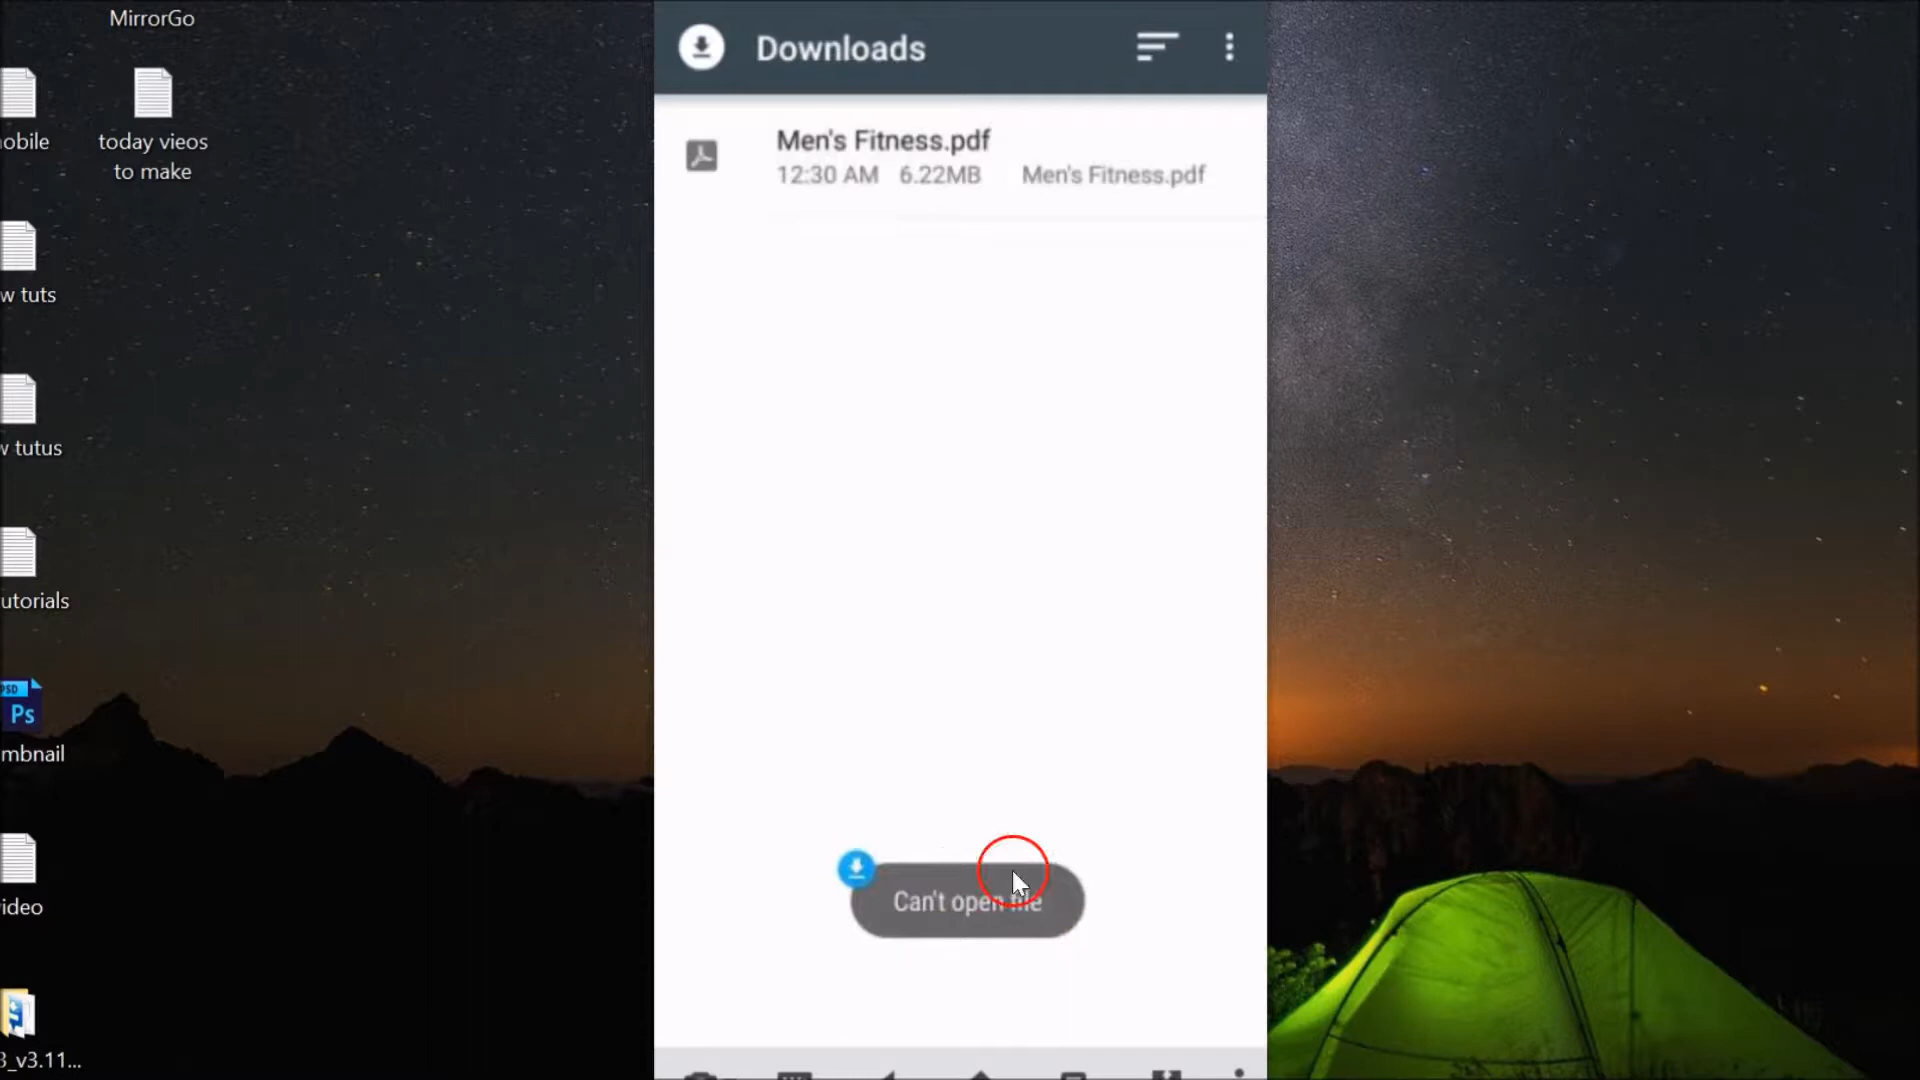 MirrorGo
today vieos
to make
obile
w tuts
w tutus
utorials
PSD
Ps
mbnail
ideo
3_v3.11...
Downloads
Men's Fitness.pdf
12:30 AM 6.22MB Men's Fitness.pdf
Can't open file